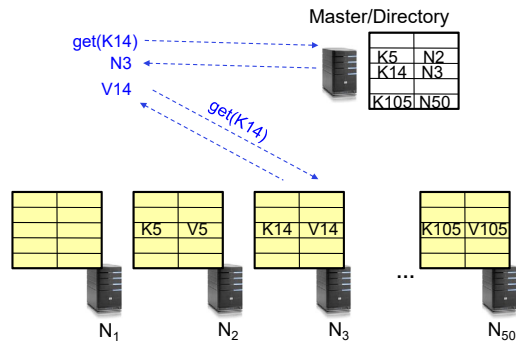 Master/Directory
get(K14)
N3
V14
K5 N2
K14 N3
K105 N50
get(K14)
K5 V5
K14 V14
K105 V105
...
N1
N2
N3
N50